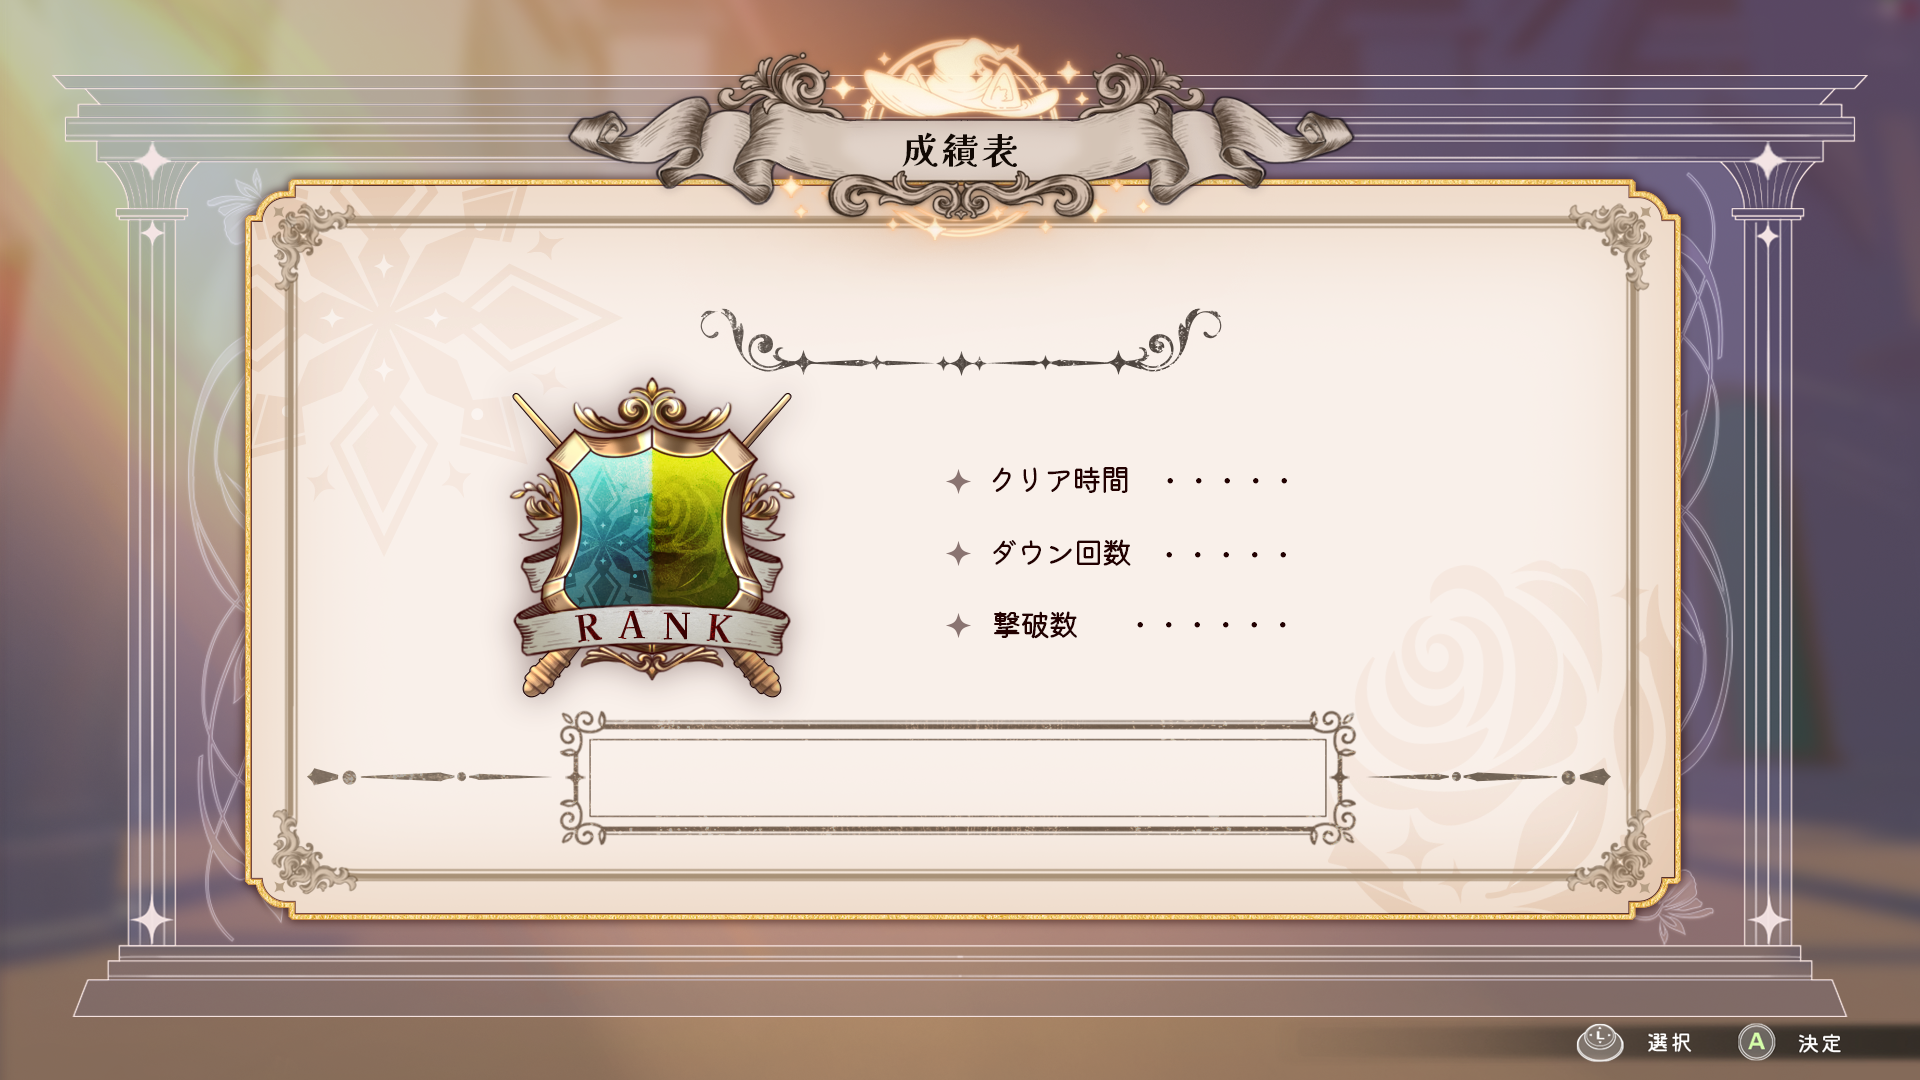 成績表
クリア時間 ・・・・・
ダウン回数 ・・・・・
撃破数 ・・・・・・
RANK
L 選択 A 決定